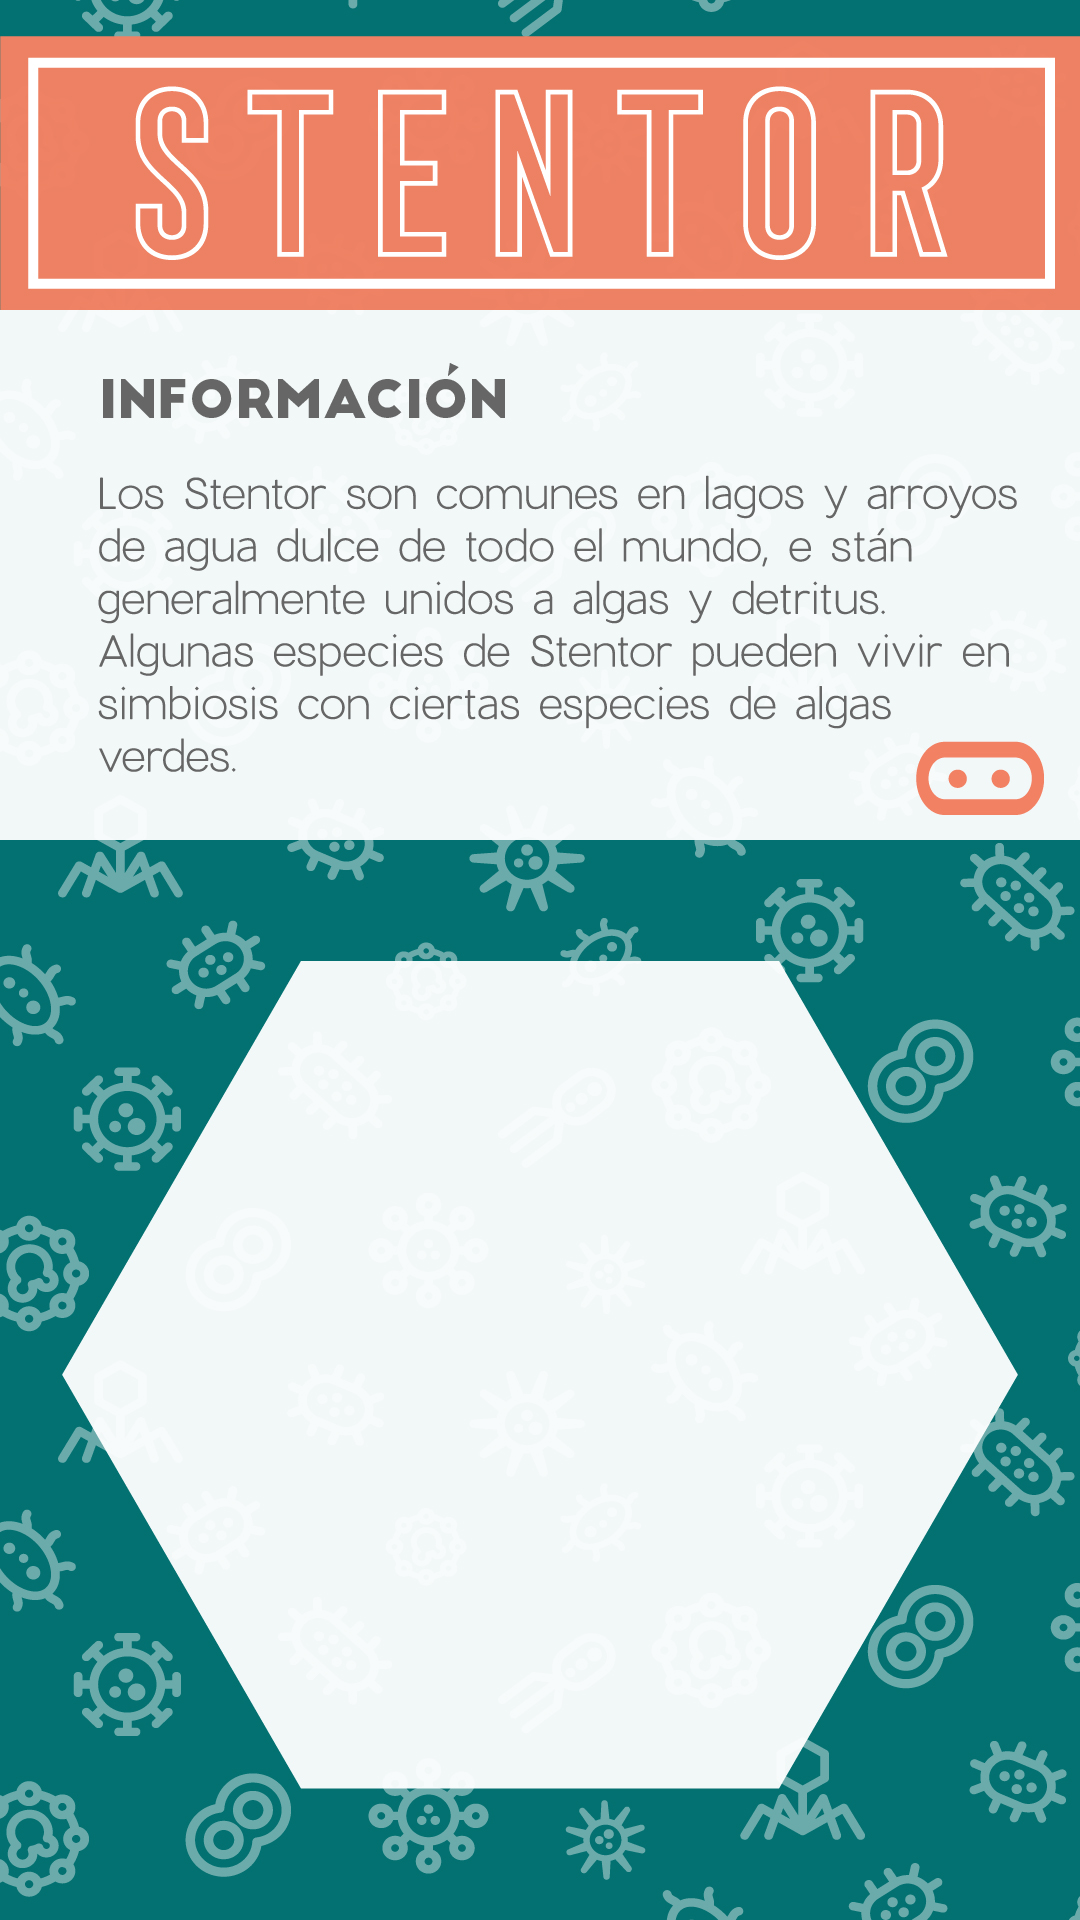 STENTOR
INFORMACIÓN
Los Stentor son comunes en lagos y arroyos
de agua dulce de todo el mundo, e stán
generalmente unidos a algas y detritus.
Algunas especies de Stentor pueden vivir en
simbiosis con ciertas especies de algas
verdes.